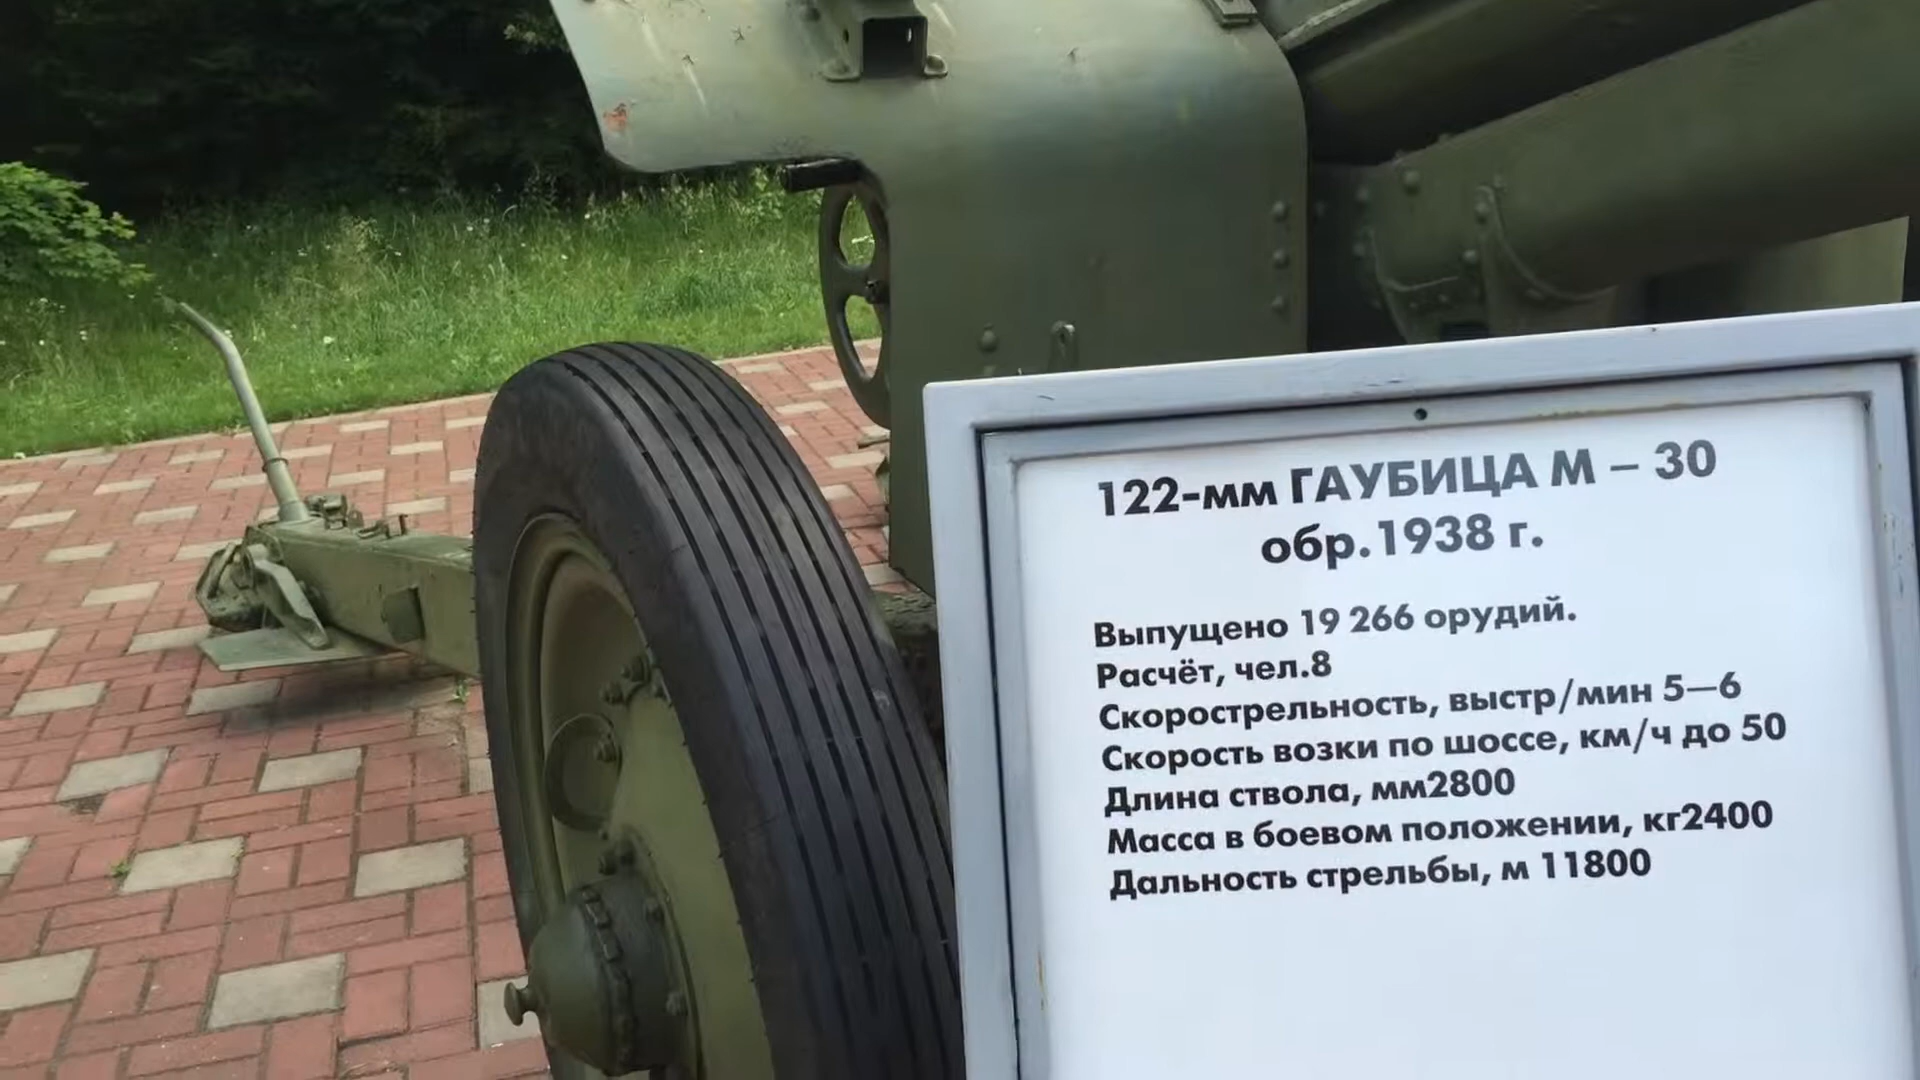 122-мм ГАУБИЦА М – 30
обр.1938 г.
Выпущено 19 266 орудий.
Расчёт, чел.8
Скорострельность, выстр/мин 5—6
Скорость возки по шоссе, км/ч до 50
Длина ствола, мм2800
Масса в боевом положении, кг2400
Дальность стрельбы, м 11800